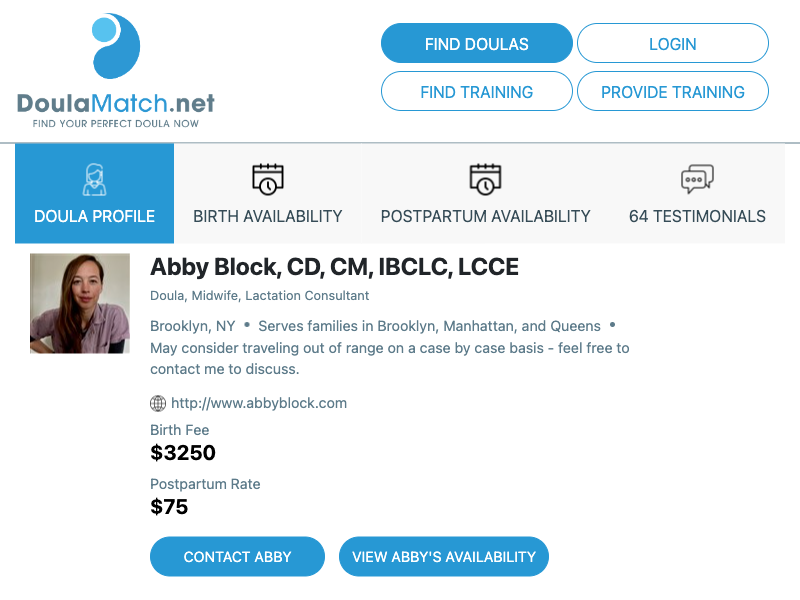 DoulaMatch.net
FIND YOUR PERFECT DOULA NOW
FIND DOULAS
LOGIN
FIND TRAINING
PROVIDE TRAINING
DOULA PROFILE
BIRTH AVAILABILITY
POSTPARTUM AVAILABILITY
64 TESTIMONIALS
Abby Block, CD, CM, IBCLC, LCCE
Doula, Midwife, Lactation Consultant
Brooklyn, NY • Serves families in Brooklyn, Manhattan, and Queens •
May consider traveling out of range on a case by case basis - feel free to
contact me to discuss.
http://www.abbyblock.com
Birth Fee
$3250
Postpartum Rate
$75
CONTACT ABBY
VIEW ABBY'S AVAILABILITY